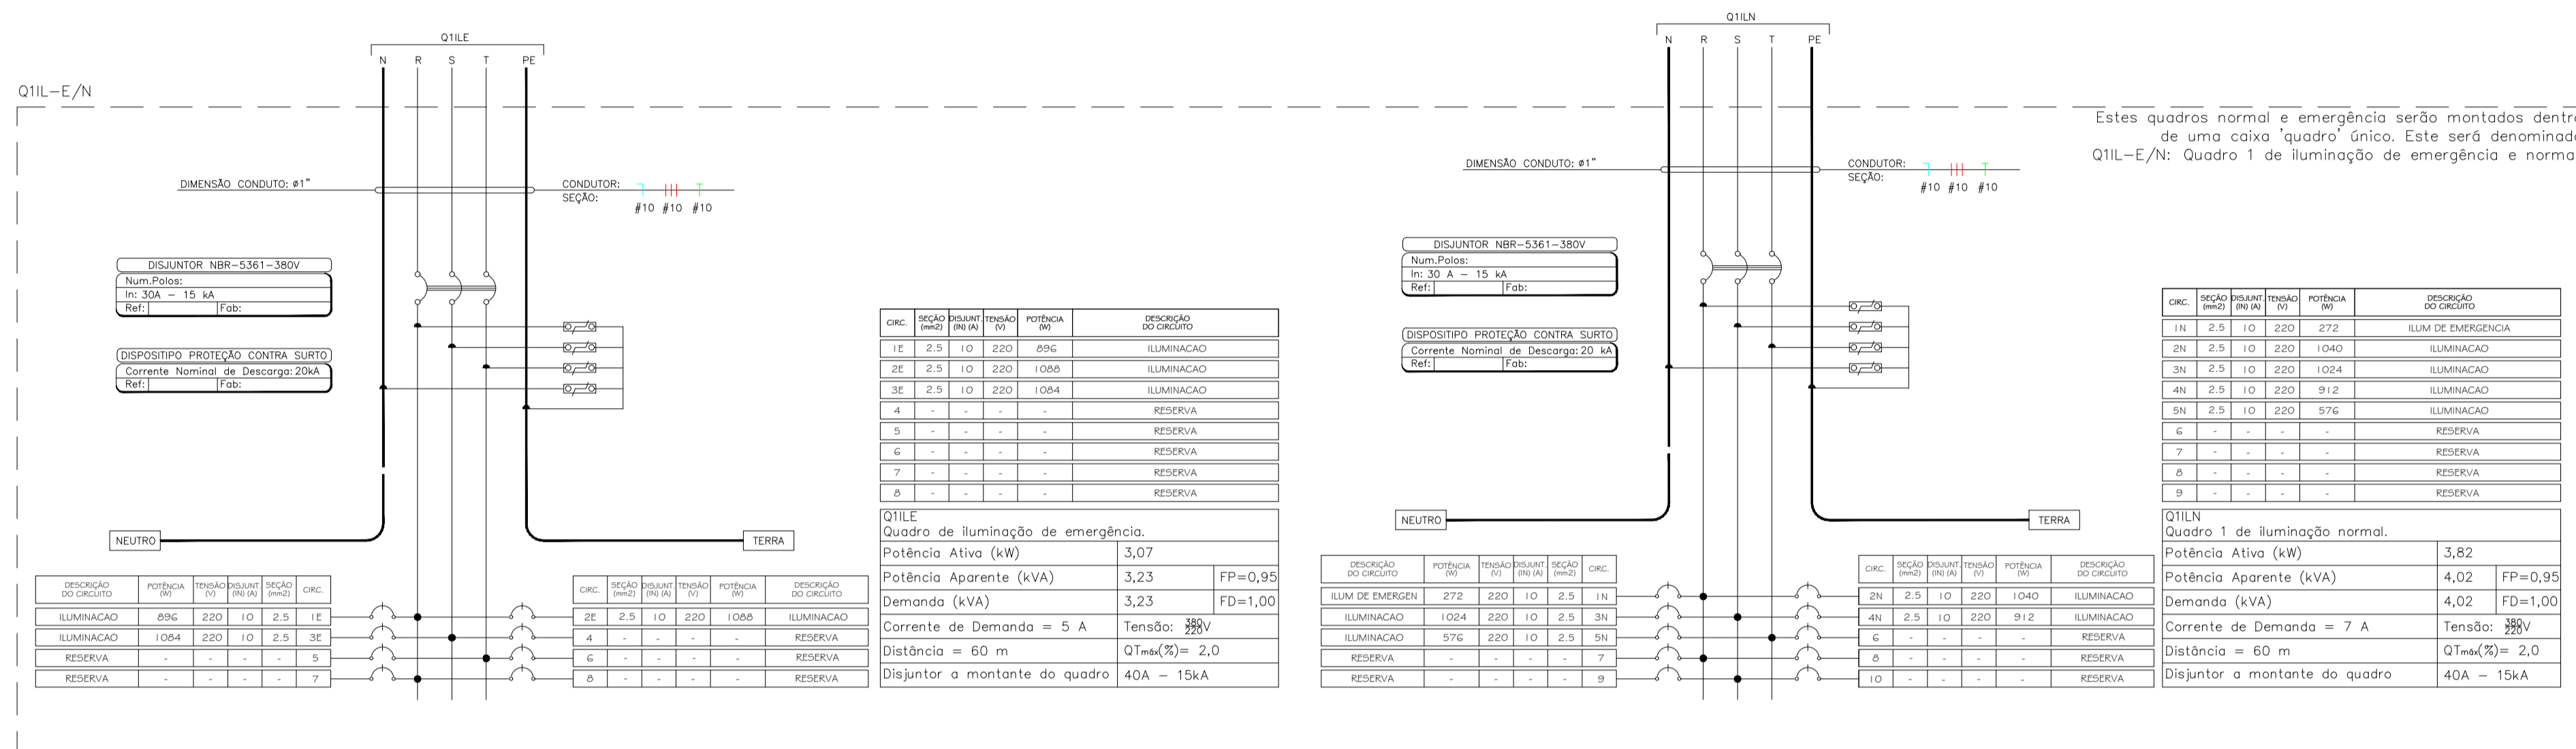 Q1ILE
N R S T PE
Q1IL-E/N
DIMENSÃO CONDUTO: ø1"
CONDUTOR:
SEÇÃO:
#10 #10 #10
DISJUNTOR NBR-5361-380V
Num.Polos:
In: 30A - 15 kA
Ref: Fab:
DISPOSITIPO PROTEÇÃO CONTRA SURTO
Corrente Nominal de Descarga: 20kA
Ref: Fab:
NEUTRO
TERRA
DESCRIÇÃO DO CIRCUITO POTÊNCIA (W) TENSÃO (V) DISJUNT. (IN) (A) SEÇÃO (mm2) CIRC.
ILUMINACAO 896 220 10 2.5 1E
ILUMINACAO 1084 220 10 2.5 3E
RESERVA - - - - 5
RESERVA - - - - 7
CIRC. SEÇÃO (mm2) DISJUNT. (IN) (A) TENSÃO (V) POTÊNCIA (W) DESCRIÇÃO DO CIRCUITO
2E 2.5 10 220 1088 ILUMINACAO
4 - - - - RESERVA
6 - - - - RESERVA
8 - - - - RESERVA
CIRC. SEÇÃO (mm2) DISJUNT. (IN) (A) TENSÃO (V) POTÊNCIA (W) DESCRIÇÃO DO CIRCUITO
1E 2.5 10 220 896 ILUMINACAO
2E 2.5 10 220 1088 ILUMINACAO
3E 2.5 10 220 1084 ILUMINACAO
4 - - - - RESERVA
5 - - - - RESERVA
6 - - - - RESERVA
7 - - - - RESERVA
8 - - - - RESERVA
Q1ILE
Quadro de iluminação de emergência.
Potência Ativa (kW) 3,07
Potência Aparente (kVA) 3,23 FP=0,95
Demanda (kVA) 3,23 FD=1,00
Corrente de Demanda = 5 A Tensão: 380/220V
Distância = 60 m QTmáx(%)= 2,0
Disjuntor a montante do quadro 40A - 15kA
Q1ILN
N R S T PE
Estes quadros normal e emergência serão montados dentro
de uma caixa 'quadro' único. Este será denominad
Q1IL-E/N: Quadro 1 de iluminação de emergência e norma
DIMENSÃO CONDUTO: ø1"
CONDUTOR:
SEÇÃO:
#10 #10 #10
DISJUNTOR NBR-5361-380V
Num.Polos:
In: 30 A - 15 kA
Ref: Fab:
DISPOSITIPO PROTEÇÃO CONTRA SURTO
Corrente Nominal de Descarga: 20 kA
Ref: Fab:
NEUTRO
TERRA
DESCRIÇÃO DO CIRCUITO POTÊNCIA (W) TENSÃO (V) DISJUNT. (IN) (A) SEÇÃO (mm2) CIRC.
ILUM DE EMERGEN 272 220 10 2.5 1N
ILUMINACAO 1024 220 10 2.5 3N
ILUMINACAO 576 220 10 2.5 5N
RESERVA - - - - 7
RESERVA - - - - 9
CIRC. SEÇÃO (mm2) DISJUNT. (IN) (A) TENSÃO (V) POTÊNCIA (W) DESCRIÇÃO DO CIRCUITO
2N 2.5 10 220 1040 ILUMINACAO
4N 2.5 10 220 912 ILUMINACAO
6 - - - - RESERVA
8 - - - - RESERVA
10 - - - - RESERVA
CIRC. SEÇÃO (mm2) DISJUNT. (IN) (A) TENSÃO (V) POTÊNCIA (W) DESCRIÇÃO DO CIRCUITO
1N 2.5 10 220 272 ILUM DE EMERGENCIA
2N 2.5 10 220 1040 ILUMINACAO
3N 2.5 10 220 1024 ILUMINACAO
4N 2.5 10 220 912 ILUMINACAO
5N 2.5 10 220 576 ILUMINACAO
6 - - - - RESERVA
7 - - - - RESERVA
8 - - - - RESERVA
9 - - - - RESERVA
Q1ILN
Quadro 1 de iluminação normal.
Potência Ativa (kW) 3,82
Potência Aparente (kVA) 4,02 FP=0,95
Demanda (kVA) 4,02 FD=1,00
Corrente de Demanda = 7 A Tensão: 380/220V
Distância = 60 m QTmáx(%)= 2,0
Disjuntor a montante do quadro 40A - 15kA